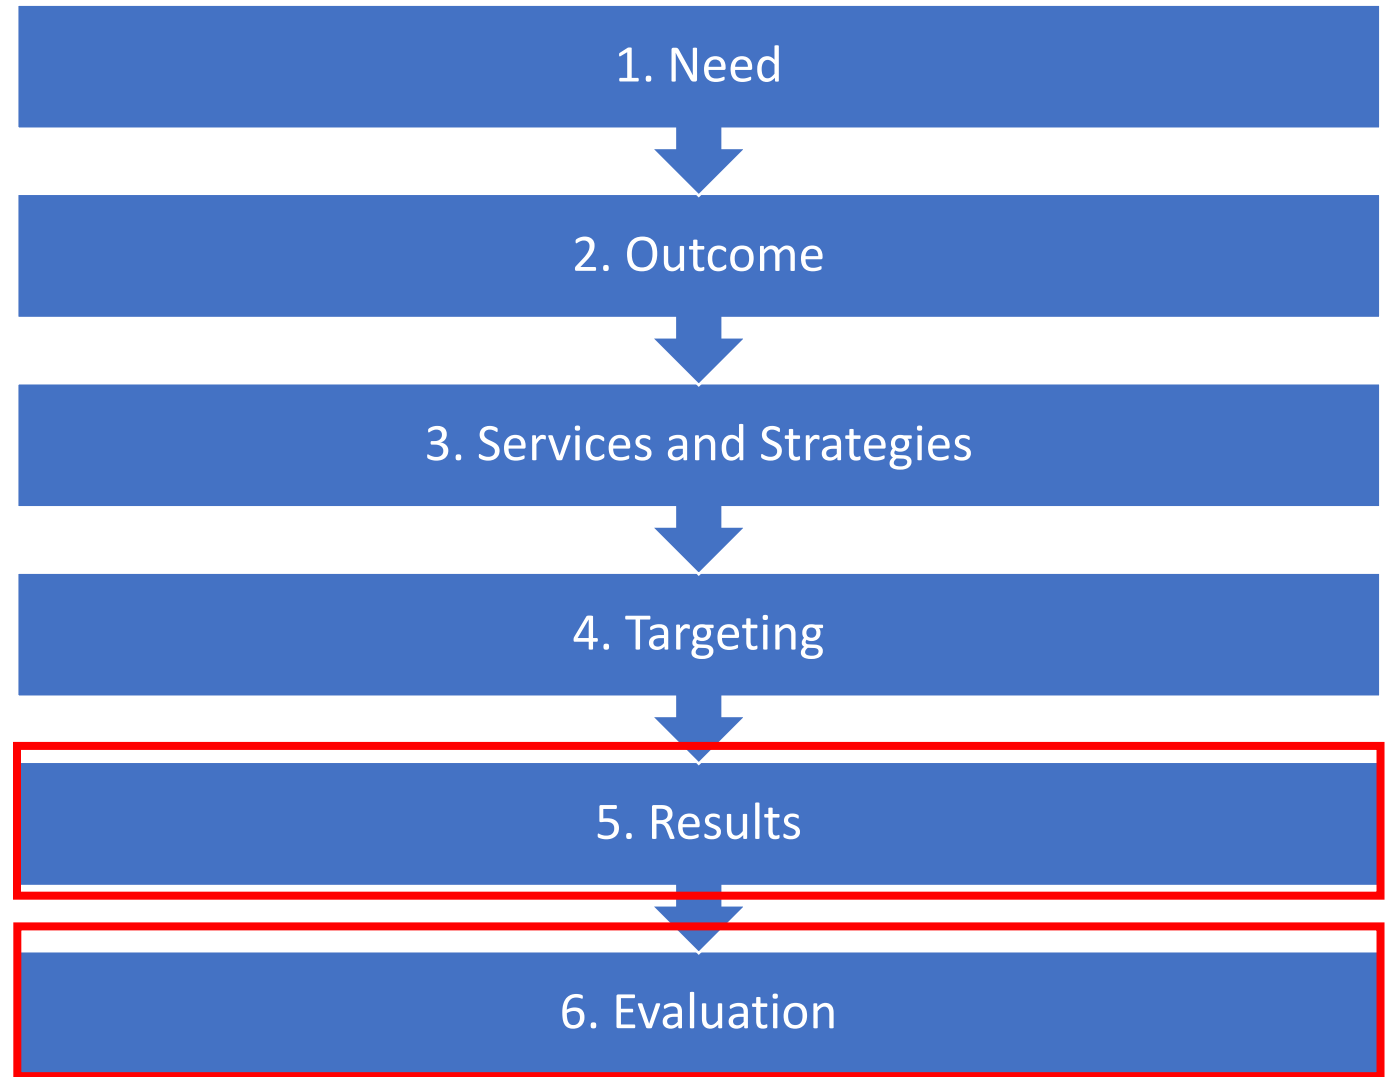 1. Need
2. Outcome
3. Services and Strategies
4. Targeting
5. Results
6. Evaluation